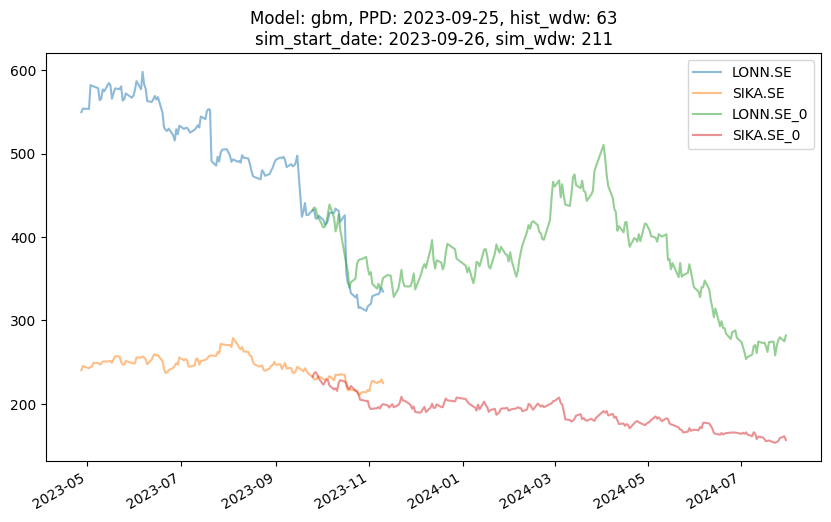 Model: gbm, PPD: 2023-09-25, hist_wdw: 63
sim_start_date: 2023-09-26, sim_wdw: 211
LONN.SE
SIKA.SE
LONN.SE_0
SIKA.SE_0
600
500
400
300
200
2023-05
2023-07
2023-09
2023-11
2024-01
2024-03
2024-05
2024-07